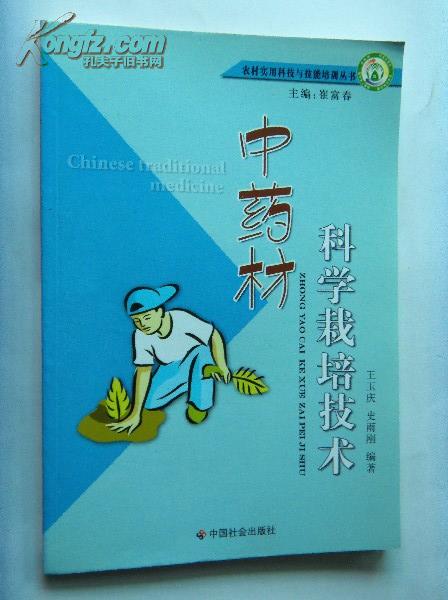 Kongfz.com
孔夫子旧书网
农村实用科技与技能培训丛书
主编：崔富春
Chinese traditional
medicine
中药材
科学栽培技术
ZHONG YAO CAI KE XUE ZAI PEI JI SHU
王玉庆 史雨刚 编著
中国社会出版社